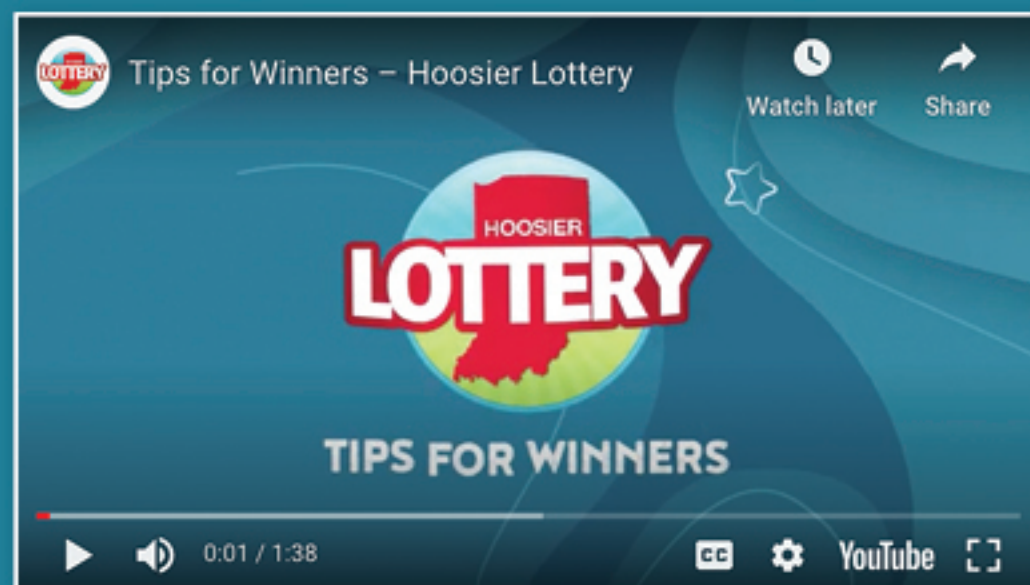 LOTTERY
Tips for Winners – Hoosier Lottery
Watch later
Share
HOOSIER
LOTTERY
TIPS FOR WINNERS
0:01 / 1:38
CC
YouTube